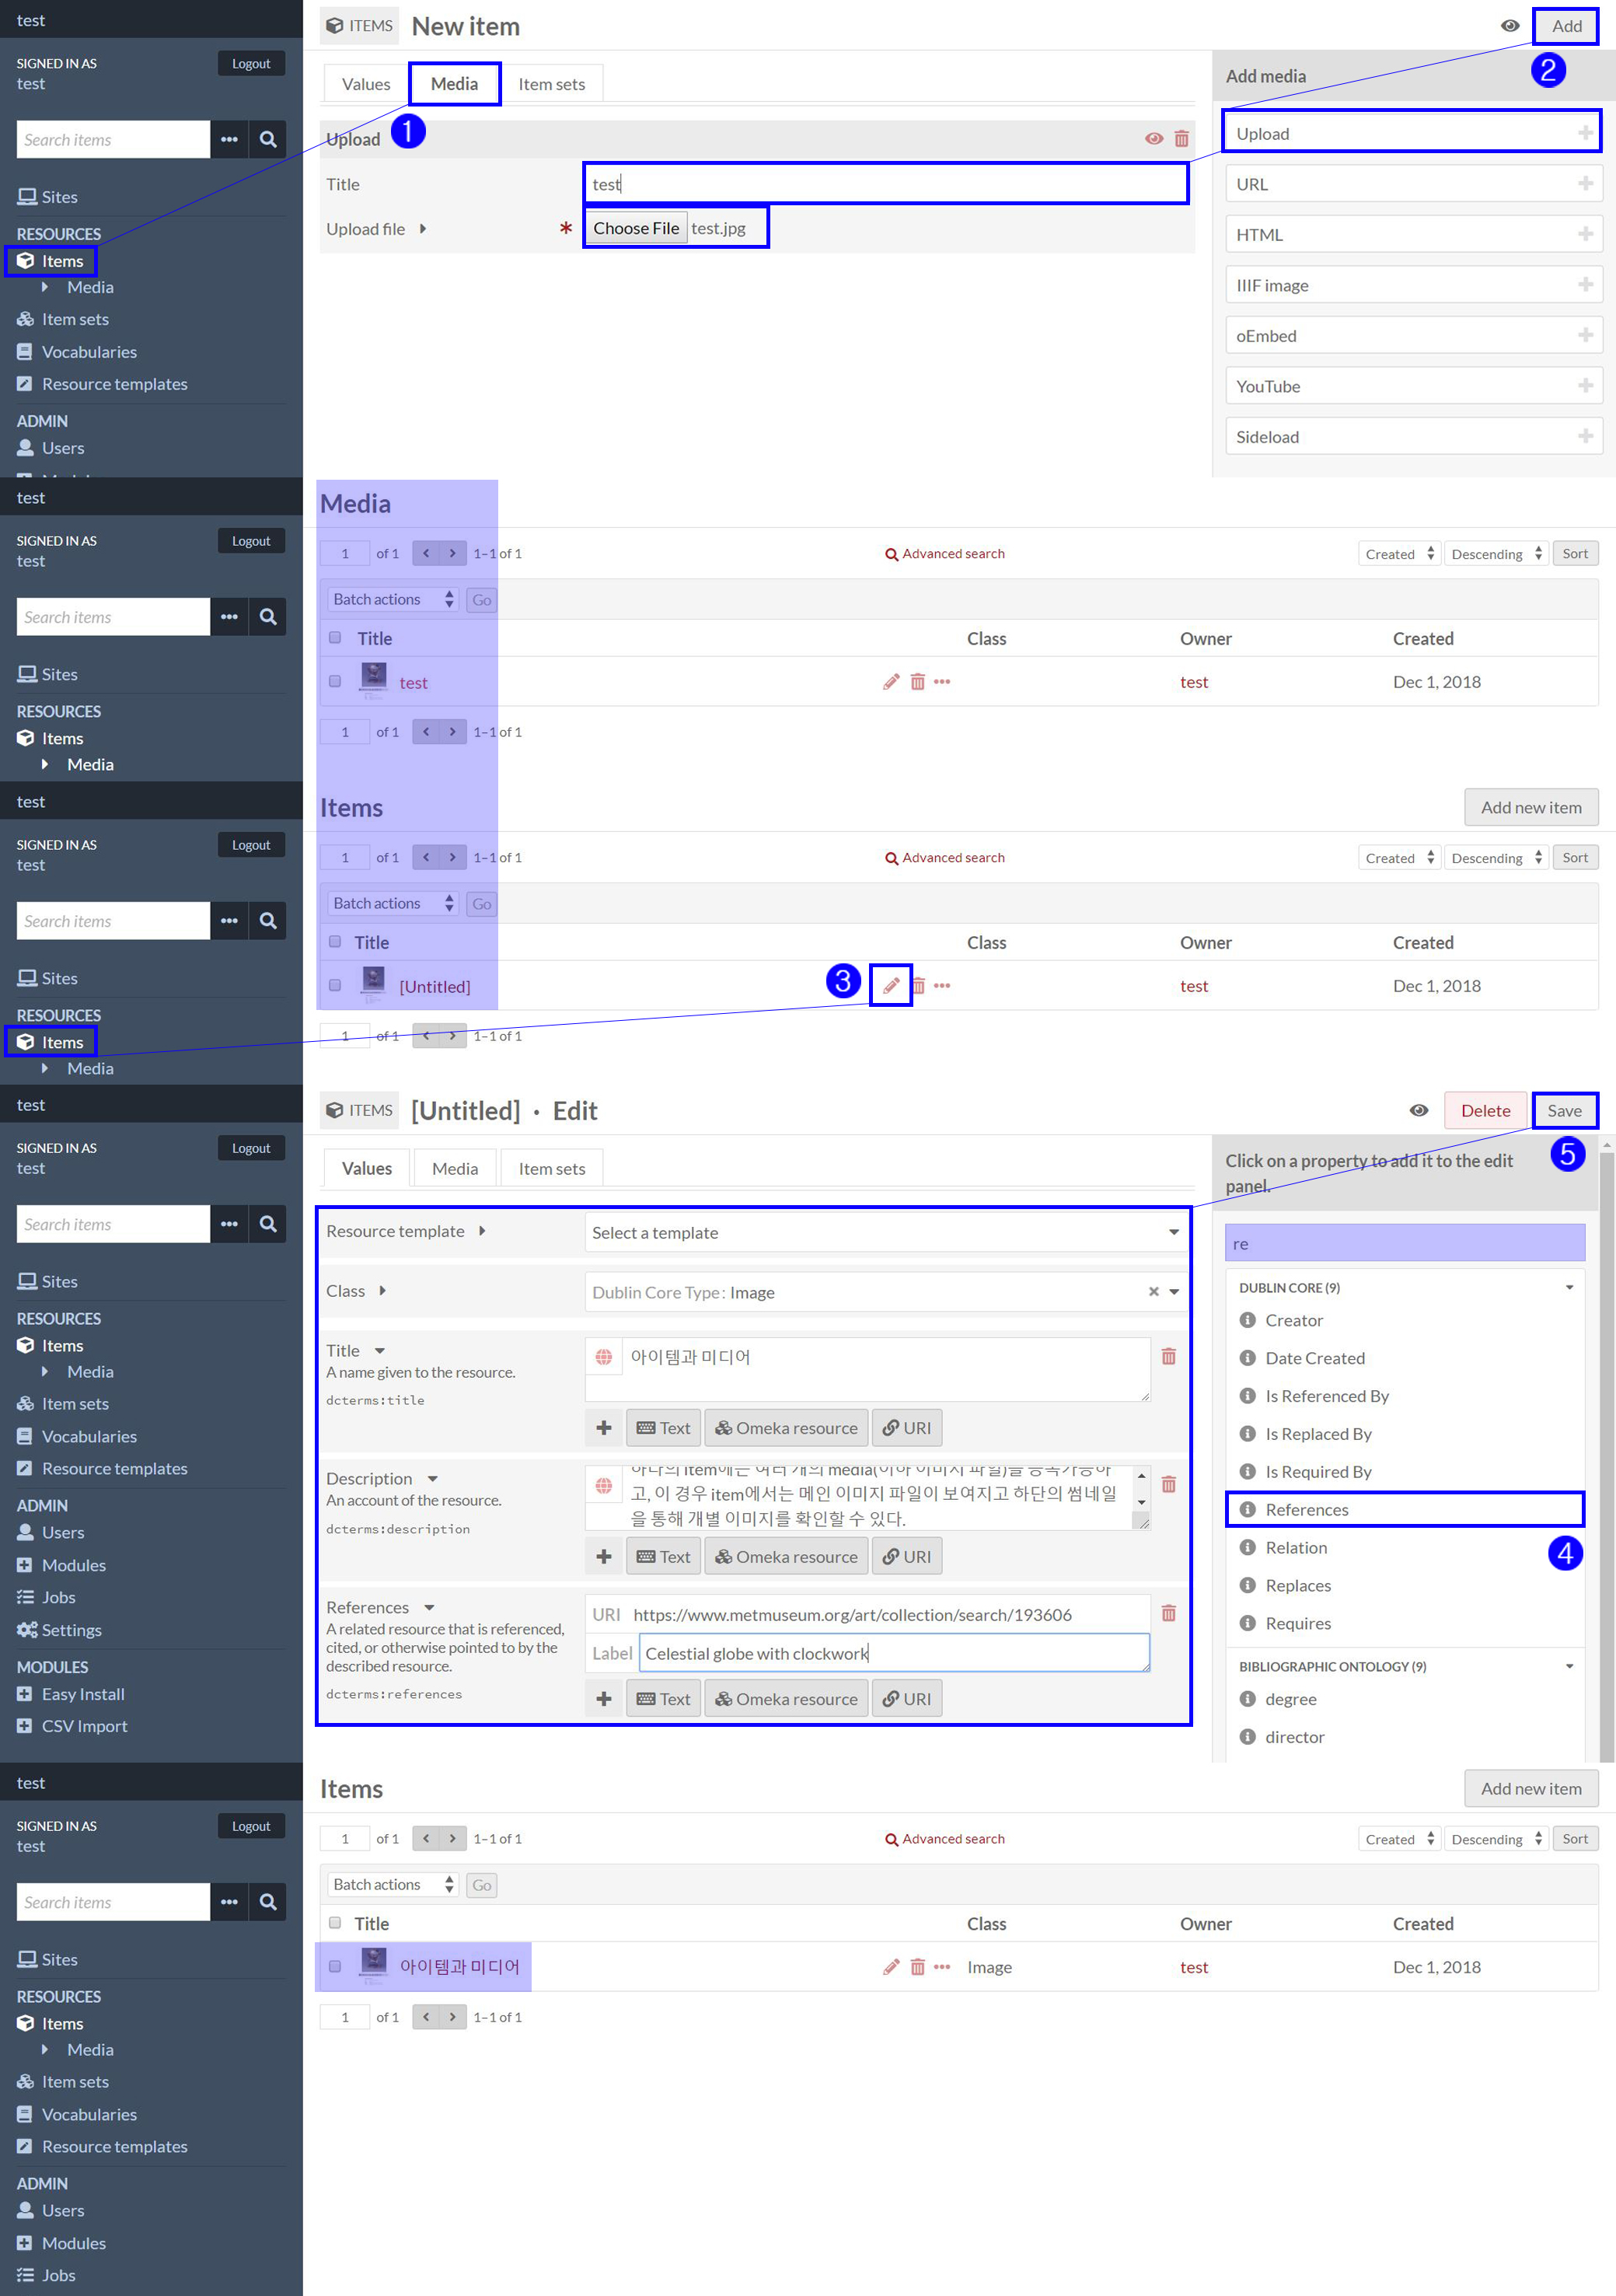 test
SIGNED IN AS
test
Logout
Search items
Sites
RESOURCES
Items
Media
Item sets
Vocabularies
Resource templates
ADMIN
Users
ITEMS New item
Add
2
Values Media Item sets
1
Upload
Title test
Upload file * Choose File test.jpg
Add media
Upload
URL
HTML
IIIF image
oEmbed
YouTube
Sideload
test
SIGNED IN AS
test
Logout
Search items
Sites
RESOURCES
Items
Media
Media
1 of 1 < > 1–1 of 1 Advanced search Created Descending Sort
Batch actions Go
Title Class Owner Created
test test Dec 1, 2018
1 of 1 < > 1–1 of 1
test
SIGNED IN AS
test
Logout
Search items
Sites
RESOURCES
Items
Media
Items Add new item
1 of 1 < > 1–1 of 1 Advanced search Created Descending Sort
Batch actions Go
Title Class Owner Created
[Untitled] 3 test Dec 1, 2018
1 of 1 < > 1–1 of 1
test
SIGNED IN AS
test
Logout
Search items
Sites
RESOURCES
Items
Media
Item sets
Vocabularies
Resource templates
ADMIN
Users
Modules
Jobs
Settings
MODULES
Easy Install
CSV Import
ITEMS [Untitled] · Edit
Delete Save
5
Values Media Item sets
Resource template Select a template
Class Dublin Core Type: Image
Title
A name given to the resource.
dcterms:title
아이템과 미디어
Text Omeka resource URI
Description
An account of the resource.
dcterms:description
하나의 item에는 여러 개의 media(이하 이미지 파일)를 등록가능하
고, 이 경우 item에서는 메인 이미지 파일이 보여지고 하단의 썸네일
을 통해 개별 이미지를 확인할 수 있다.
Text Omeka resource URI
References
A related resource that is referenced,
cited, or otherwise pointed to by the
described resource.
dcterms:references
URI https://www.metmuseum.org/art/collection/search/193606
Label Celestial globe with clockwork
Text Omeka resource URI
Click on a property to add it to the edit
panel.
re
DUBLIN CORE (9)
Creator
Date Created
Is Referenced By
Is Replaced By
Is Required By
References
4
Relation
Replaces
Requires
BIBLIOGRAPHIC ONTOLOGY (9)
degree
director
test
SIGNED IN AS
test
Logout
Search items
Sites
RESOURCES
Items
Media
Item sets
Vocabularies
Resource templates
ADMIN
Users
Modules
Jobs
Items Add new item
1 of 1 < > 1–1 of 1 Advanced search Created Descending Sort
Batch actions Go
Title Class Owner Created
아이템과 미디어 Image test Dec 1, 2018
1 of 1 < > 1–1 of 1